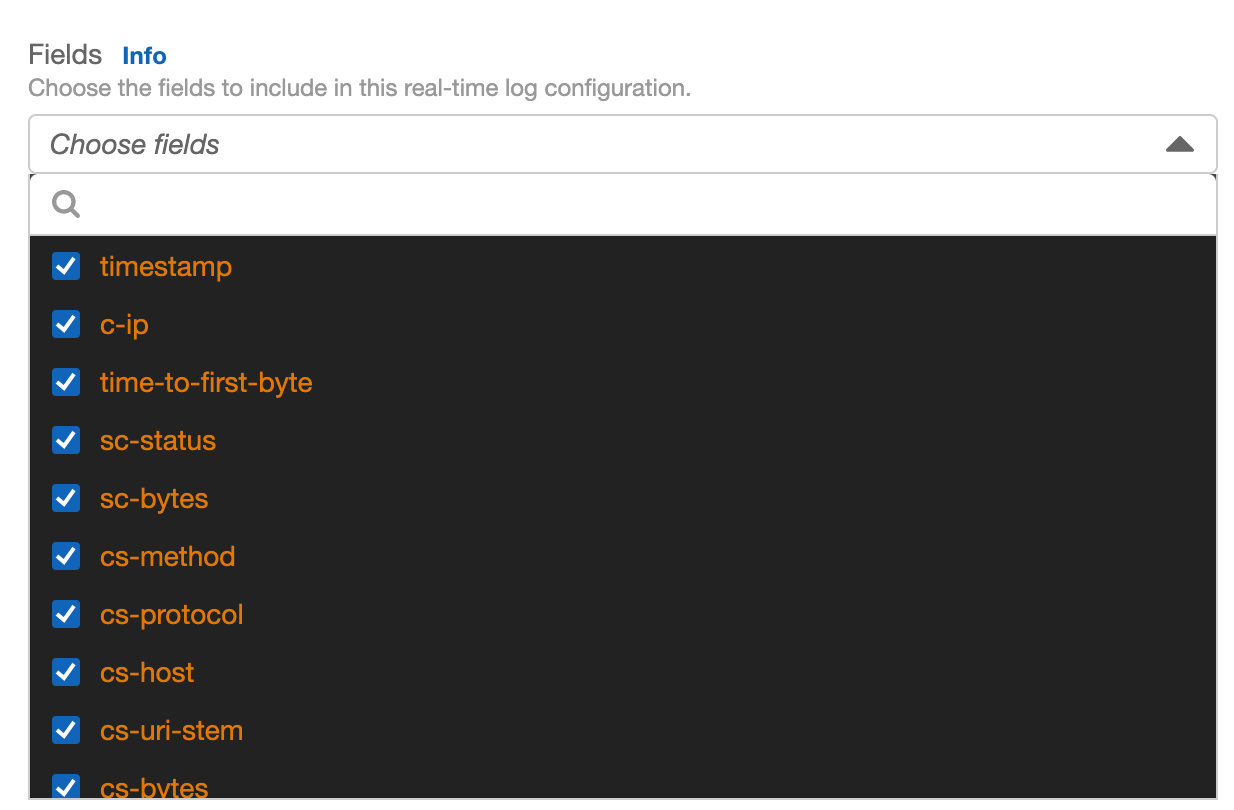 Fields Info
Choose the fields to include in this real-time log configuration.
Choose fields
timestamp
c-ip
time-to-first-byte
sc-status
sc-bytes
cs-method
cs-protocol
cs-host
cs-uri-stem
cs-bytes